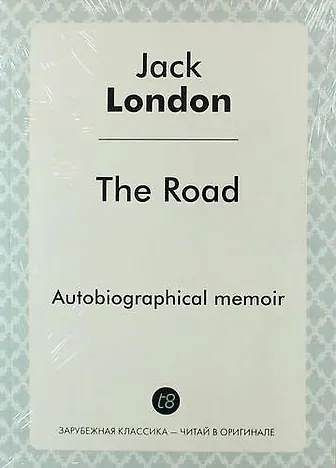 Jack
London
The Road
Autobiographical memoir
t8
ЗАРУБЕЖНАЯ КЛАССИКА — ЧИТАЙ В ОРИГИНАЛЕ